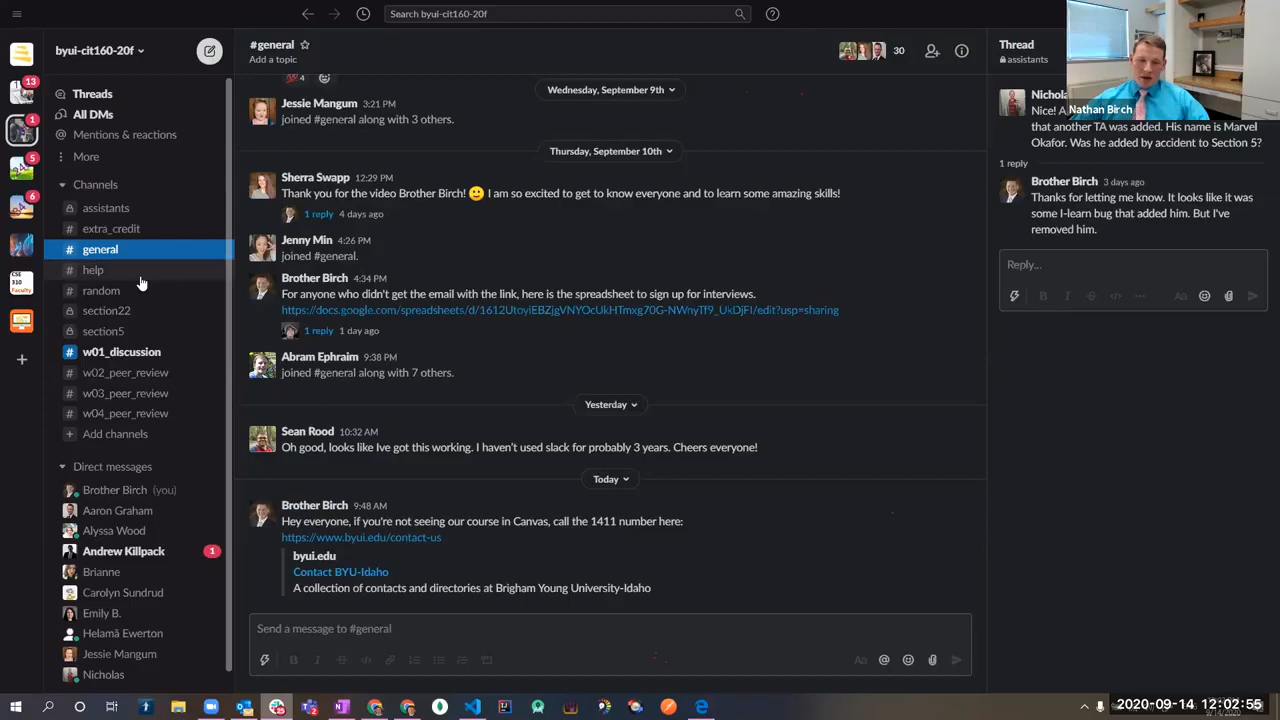 Search byui-cit160-20f
byui-cit160-20f
13
1
5
6
CSE
310
Threads
All DMs
Mentions & reactions
More
Channels
assistants
# extra_credit
# general
# help
# random
section22
section5
# w01_discussion
# w02_peer_review
# w03_peer_review
# w04_peer_review
+ Add channels
Direct messages
Brother Birch (you)
Aaron Graham
Alyssa Wood
Andrew Killpack 1
Brianne
Carolyn Sundrud
Emily B.
Helamã Ewerton
Jessie Mangum
Nicholas
#general
Add a topic
30
4
Wednesday, September 9th
Jessie Mangum 3:21 PM
joined #general along with 3 others.
Thursday, September 10th
Sherra Swapp 12:29 PM
Thank you for the video Brother Birch! 🙂 I am so excited to get to know everyone and to learn some amazing skills!
1 reply 4 days ago
Jenny Min 4:26 PM
joined #general.
Brother Birch 4:34 PM
For anyone who didn't get the email with the link, here is the spreadsheet to sign up for interviews.
https://docs.google.com/spreadsheets/d/1612UtoyiEBZjgVNYOcUkHTmxg70G-NWnyTf9_UkDjFI/edit?usp=sharing
1 reply 1 day ago
Abram Ephraim 9:38 PM
joined #general along with 7 others.
Yesterday
Sean Rood 10:32 AM
Oh good, looks like Ive got this working. I haven't used slack for probably 3 years. Cheers everyone!
Today
Brother Birch 9:48 AM
Hey everyone, if you're not seeing our course in Canvas, call the 1411 number here:
https://www.byui.edu/contact-us
byui.edu
Contact BYU-Idaho
A collection of contacts and directories at Brigham Young University-Idaho
Send a message to #general
Thread
assistants
Nathan Birch
that another TA was added. His name is Marvel
Okafor. Was he added by accident to Section 5?
1 reply
Brother Birch 3 days ago
Thanks for letting me know. It looks like it was
some I-learn bug that added him. But I've
removed him.
Reply...
2020-09-14 12:02:55